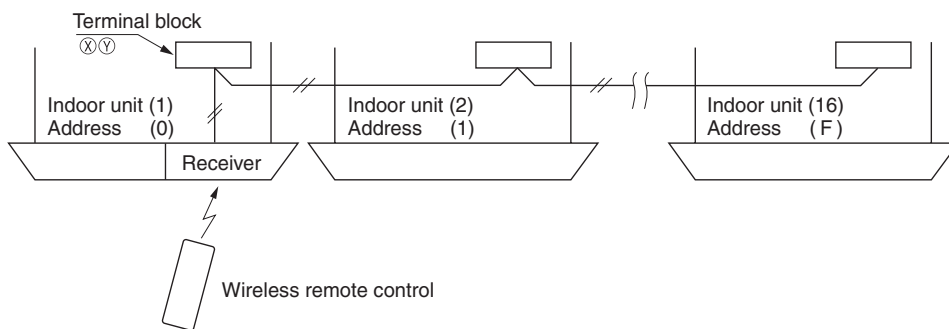 Terminal block
Ⓧ Ⓨ
Indoor unit (1)
Address (0)
Receiver
Indoor unit (2)
Address (1)
Indoor unit (16)
Address ( F )
Wireless remote control